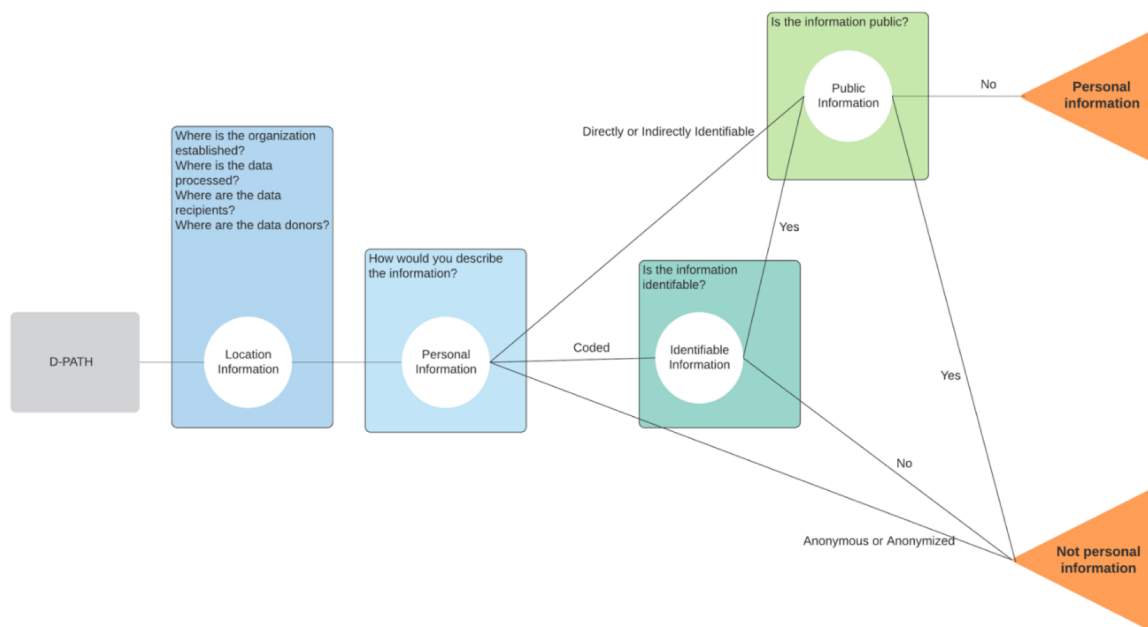 Is the information public?
Public
Information
No
Personal
information
Directly or Indirectly Identifiable
Where is the organization
established?
Where is the data
processed?
Where are the data
recipients?
Where are the data donors?
Yes
How would you describe
the information?
Is the information
identifable?
D-PATH
Location
Information
Personal
Information
Coded
Identifiable
Information
Yes
No
Anonymous or Anonymized
Not personal
information